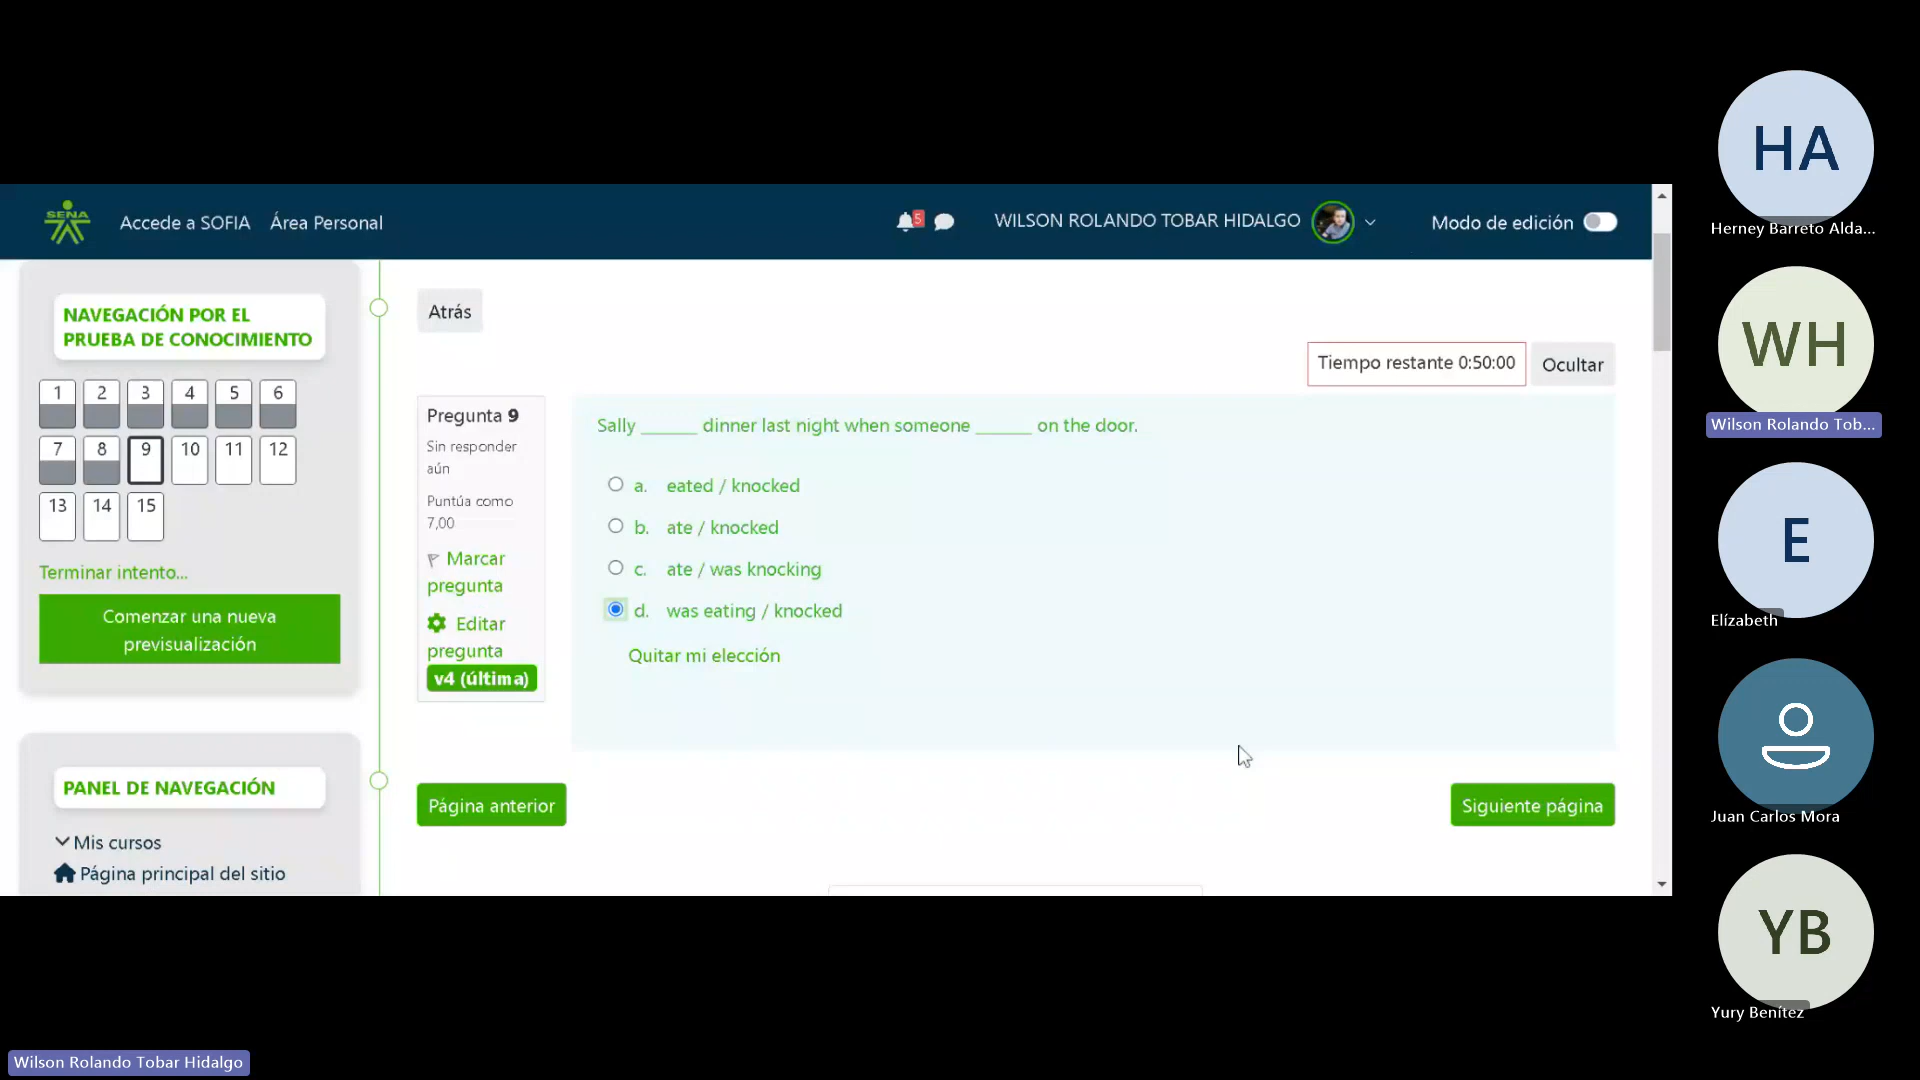 SENA
Accede a SOFIA
Área Personal
5
WILSON ROLANDO TOBAR HIDALGO
Modo de edición
NAVEGACIÓN POR EL
PRUEBA DE CONOCIMIENTO
1 2 3 4 5 6
7 8 9 10 11 12
13 14 15
Terminar intento...
Comenzar una nueva
previsualización
PANEL DE NAVEGACIÓN
Mis cursos
Página principal del sitio
Atrás
Tiempo restante 0:50:00
Ocultar
Pregunta 9
Sin responder
aún
Puntúa como
7,00
Marcar
pregunta
Editar
pregunta
v4 (última)
Sally ______ dinner last night when someone ______ on the door.
a. eated / knocked
b. ate / knocked
c. ate / was knocking
d. was eating / knocked
Quitar mi elección
Página anterior
Siguiente página
HA
Herney Barreto Alda...
WH
Wilson Rolando Tob...
E
Elízabeth
Juan Carlos Mora
YB
Yury Benítez
Wilson Rolando Tobar Hidalgo